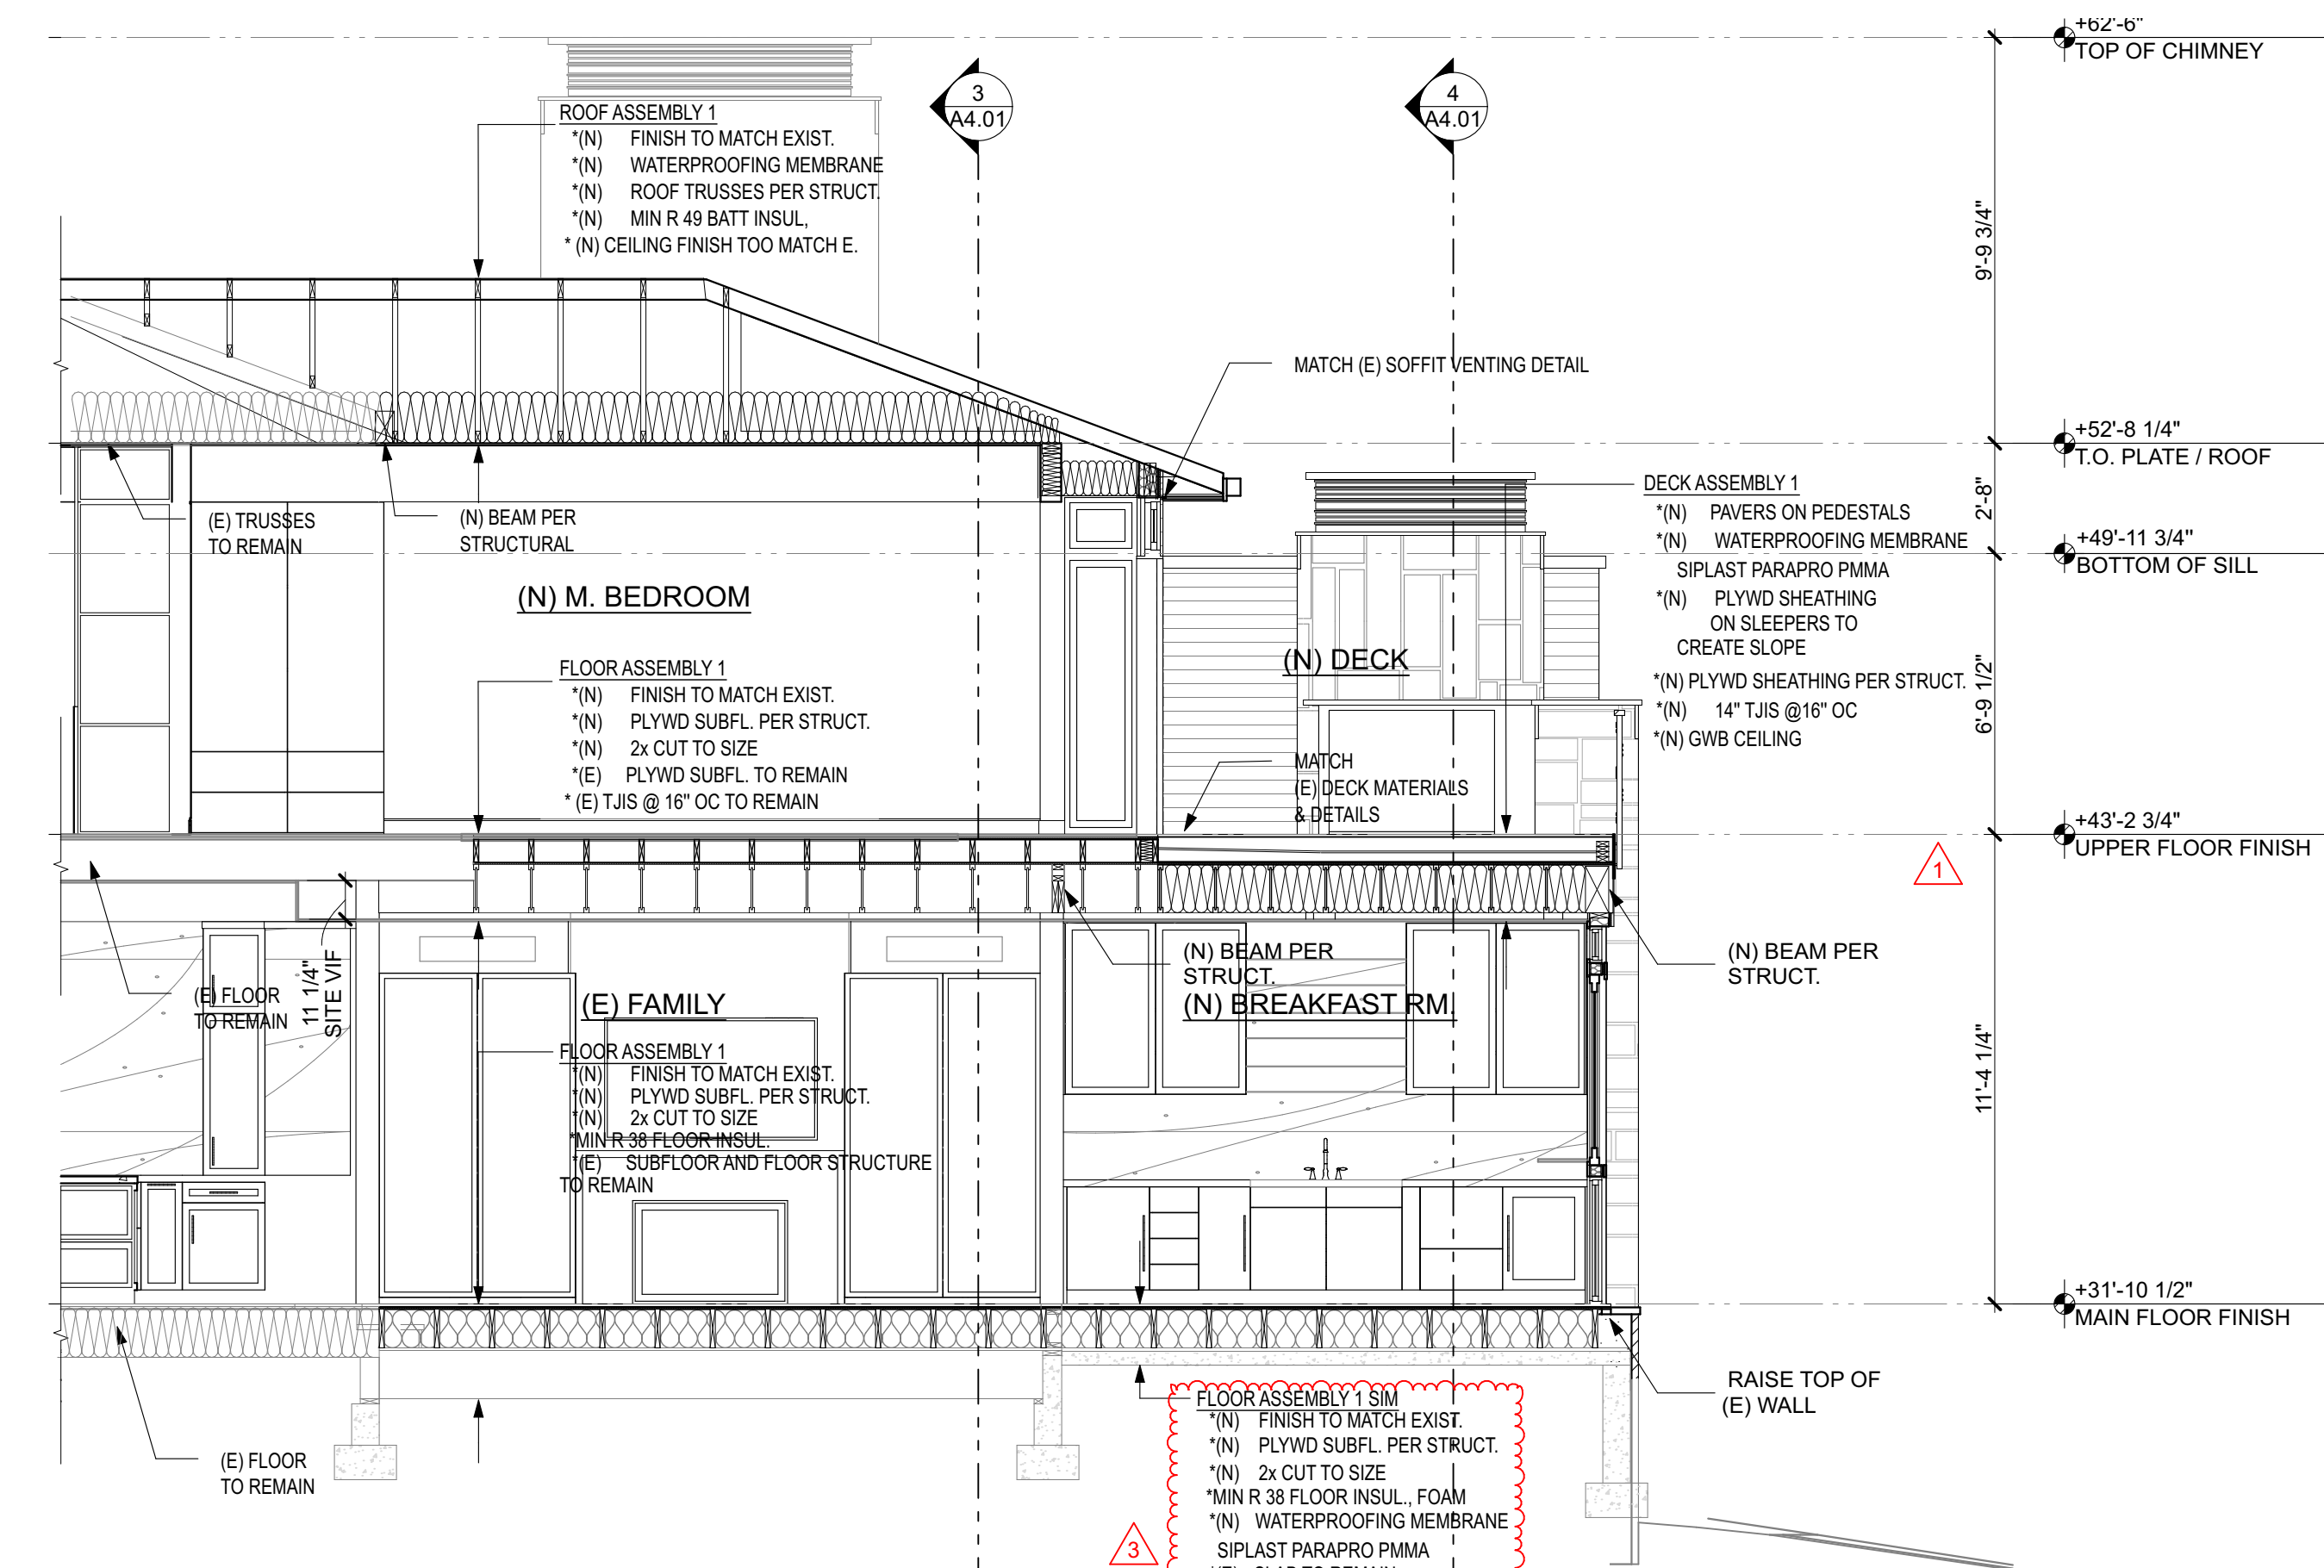 +62'-6"
TOP OF CHIMNEY
3
A4.01
4
A4.01
ROOF ASSEMBLY 1
*(N) FINISH TO MATCH EXIST.
*(N) WATERPROOFING MEMBRANE
*(N) ROOF TRUSSES PER STRUCT.
*(N) MIN R 49 BATT INSUL,
* (N) CEILING FINISH TOO MATCH E.
9'-9 3/4"
MATCH (E) SOFFIT VENTING DETAIL
+52'-8 1/4"
T.O. PLATE / ROOF
(E) TRUSSES
TO REMAIN
(N) BEAM PER
STRUCTURAL
DECK ASSEMBLY 1
*(N) PAVERS ON PEDESTALS
*(N) WATERPROOFING MEMBRANE
SIPLAST PARAPRO PMMA
*(N) PLYWD SHEATHING
ON SLEEPERS TO
CREATE SLOPE
*(N) PLYWD SHEATHING PER STRUCT.
*(N) 14" TJIS @16" OC
*(N) GWB CEILING
2'-8"
+49'-11 3/4"
BOTTOM OF SILL
(N) M. BEDROOM
(N) DECK
FLOOR ASSEMBLY 1
*(N) FINISH TO MATCH EXIST.
*(N) PLYWD SUBFL. PER STRUCT.
*(N) 2x CUT TO SIZE
*(E) PLYWD SUBFL. TO REMAIN
* (E) TJIS @ 16" OC TO REMAIN
6'-9 1/2"
MATCH
(E) DECK MATERIALS
& DETAILS
+43'-2 3/4"
UPPER FLOOR FINISH
1
(E) FLOOR
TO REMAIN
11 1/4"
SITE VIF
(N) BEAM PER
STRUCT.
(N) BEAM PER
STRUCT.
(E) FAMILY
(N) BREAKFAST RM.
FLOOR ASSEMBLY 1
*(N) FINISH TO MATCH EXIST.
*(N) PLYWD SUBFL. PER STRUCT.
*(N) 2x CUT TO SIZE
*MIN R 38 FLOOR INSUL.
*(E) SUBFLOOR AND FLOOR STRUCTURE
TO REMAIN
11'-4 1/4"
+31'-10 1/2"
MAIN FLOOR FINISH
RAISE TOP OF
(E) WALL
(E) FLOOR
TO REMAIN
FLOOR ASSEMBLY 1 SIM
*(N) FINISH TO MATCH EXIST.
*(N) PLYWD SUBFL. PER STRUCT.
*(N) 2x CUT TO SIZE
*MIN R 38 FLOOR INSUL., FOAM
*(N) WATERPROOFING MEMBRANE
SIPLAST PARAPRO PMMA
*(E) SLAB TO REMAIN
3